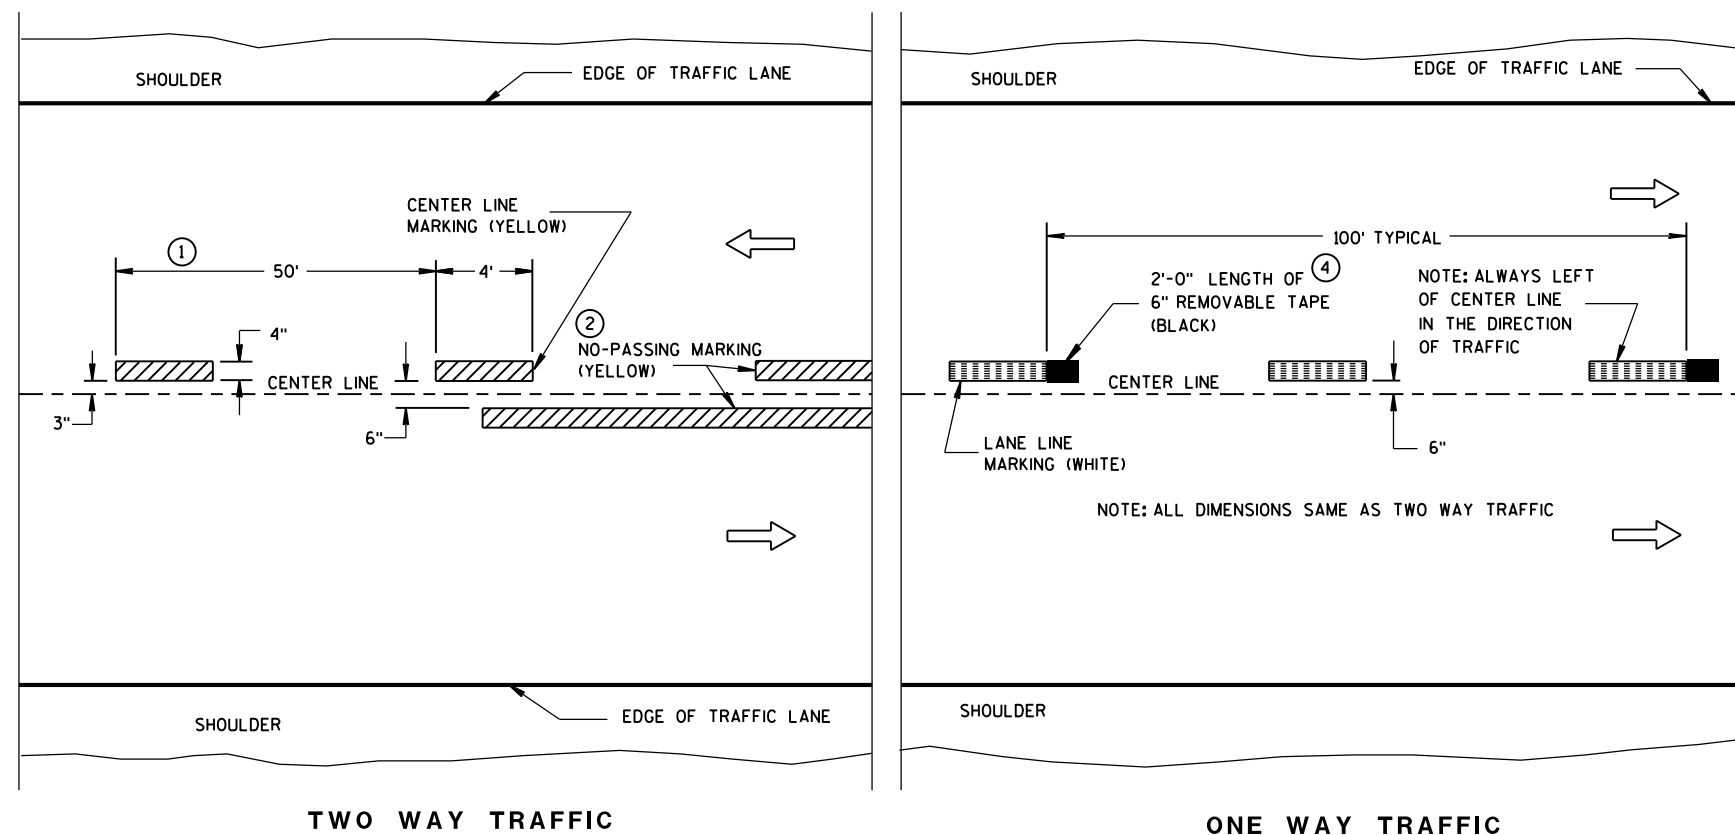 SHOULDER
EDGE OF TRAFFIC LANE
CENTER LINE
MARKING (YELLOW)
1
50'
4'
4"
2
NO-PASSING MARKING
(YELLOW)
CENTER LINE
3"
6"
SHOULDER
EDGE OF TRAFFIC LANE
TWO WAY TRAFFIC
SHOULDER
EDGE OF TRAFFIC LANE
100' TYPICAL
2'-0" LENGTH OF 4
6" REMOVABLE TAPE
(BLACK)
NOTE: ALWAYS LEFT
OF CENTER LINE
IN THE DIRECTION
OF TRAFFIC
CENTER LINE
LANE LINE
MARKING (WHITE)
6"
NOTE: ALL DIMENSIONS SAME AS TWO WAY TRAFFIC
SHOULDER
ONE WAY TRAFFIC